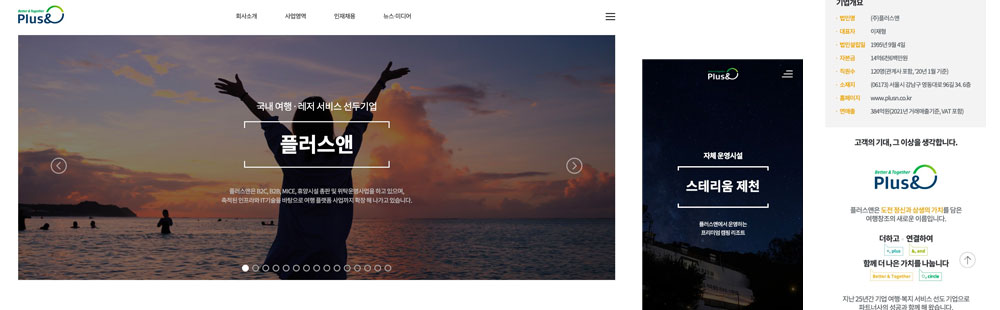 Better & Together
Plus&
회사소개
사업영역
인재채용
뉴스·미디어
국내 여행·레저 서비스 선두기업
플러스앤
플러스앤은 B2C, B2B, MICE, 휴양시설 총판 및 위탁운영사업을 하고 있으며,
축적된 인프라와 IT기술을 바탕으로 여행 플랫폼 사업까지 확장 해 나가고 있습니다.
Plus&
자체 운영시설
스테리움 제천
플러스앤에서 운영하는
프리미엄 캠핑 리조트
기업개요
· 법인명 (주)플러스앤
· 대표자 이재형
· 법인설립일 1995년 9월 4일
· 자본금 14억6천6백만원
· 직원수 120명(관계사 포함, '20년 1월 기준)
· 소재지 (06173) 서울시 강남구 영동대로 96길 34, 6층
· 홈페이지 www.plusn.co.kr
· 연매출 384억원(2021년 거래매출기준, VAT 포함)
고객의 기대, 그 이상을 생각합니다.
Better & Together
Plus&
플러스앤은 도전 정신과 상생의 가치를 담은
여행창조의 새로운 이름입니다.
더하고 연결하여
plus &, and
함께 더 나은 가치를 나눕니다
Better & Together circle
지난 25년간 기업 여행·복지 서비스 선도 기업으로
파트너사의 성공과 함께 해 왔습니다.